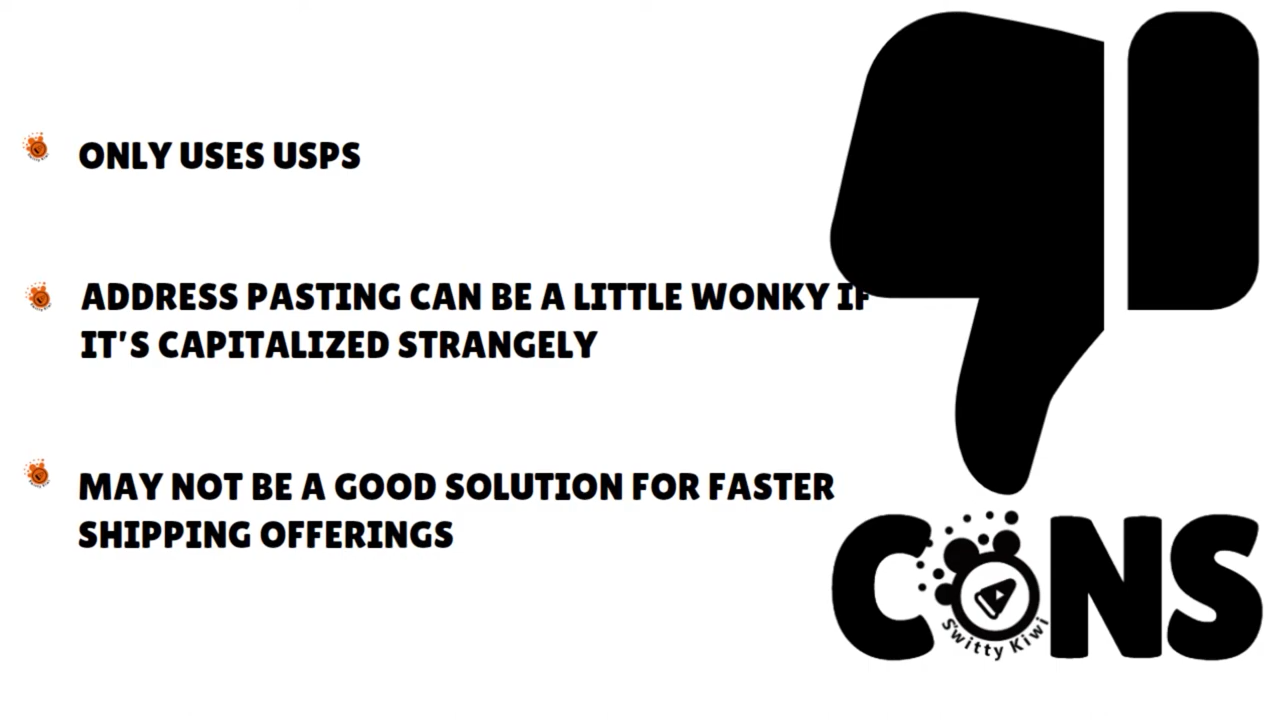 ONLY USES USPS
ADDRESS PASTING CAN BE A LITTLE WONKY IF
IT'S CAPITALIZED STRANGELY
MAY NOT BE A GOOD SOLUTION FOR FASTER
SHIPPING OFFERINGS
CONS
Switty Kiwi